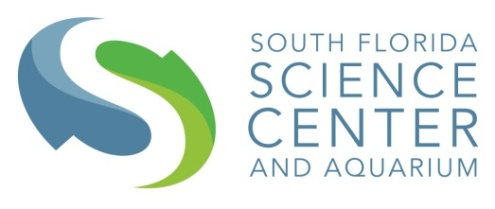 SOUTH FLORIDA
SCIENCE
CENTER
AND AQUARIUM